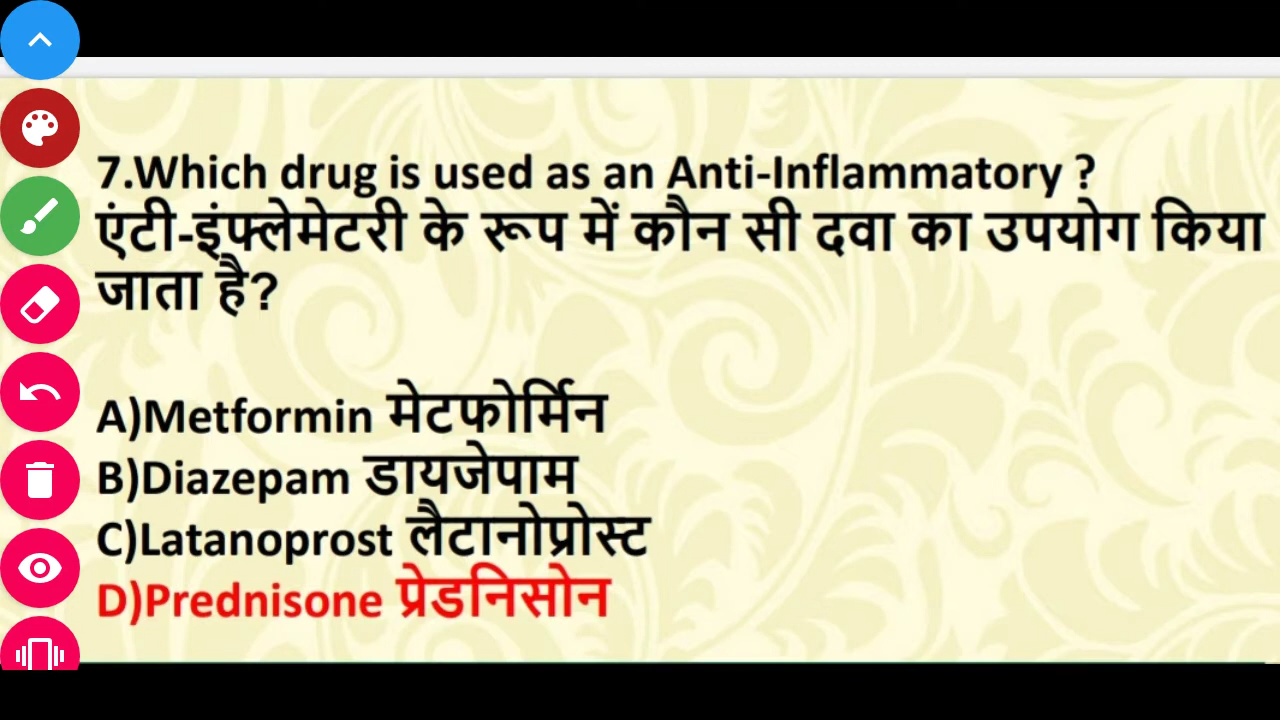 7.Which drug is used as an Anti-Inflammatory ?
एंटी-इंफ्लेमेटरी के रूप में कौन सी दवा का उपयोग किया
जाता है?
A)Metformin मेटफोर्मिन
B)Diazepam डायजेपाम
C)Latanoprost लैटानोप्रोस्ट
D)Prednisone प्रेडनिसोन